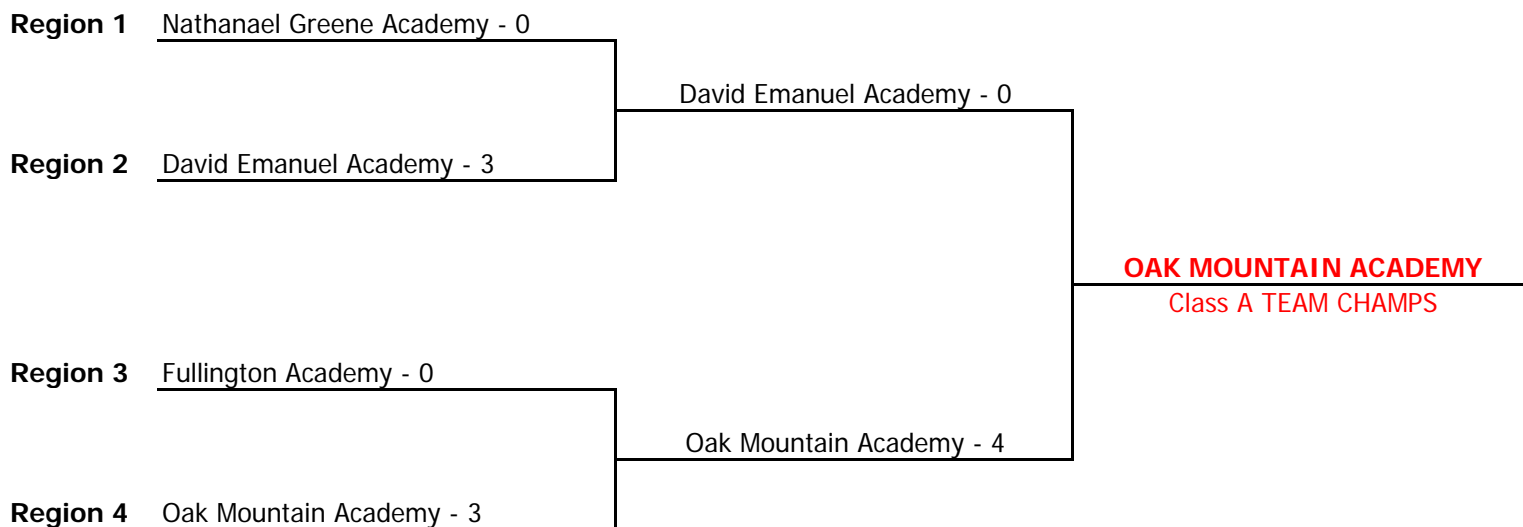 Region 1 Nathanael Greene Academy - 0
David Emanuel Academy - 0
Region 2 David Emanuel Academy - 3
OAK MOUNTAIN ACADEMY
Class A TEAM CHAMPS
Region 3 Fullington Academy - 0
Oak Mountain Academy - 4
Region 4 Oak Mountain Academy - 3